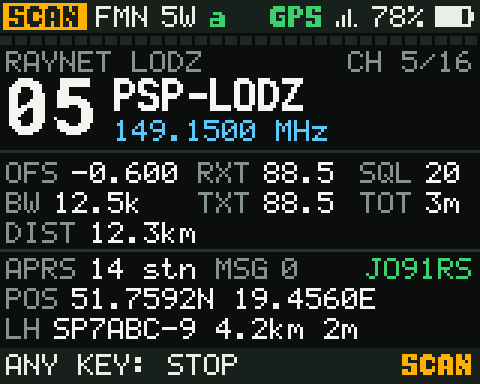 SCAN FMN 5W a GPS 78%
RAYNET LODZ CH 5/16
05 PSP-LODZ
149.1500 MHz
OFS -0.600 RXT 88.5 SQL 20
BW 12.5k TXT 88.5 TOT 3m
DIST 12.3km
APRS 14 stn MSG 0 JO91RS
POS 51.7592N 19.4560E
LH SP7ABC-9 4.2km 2m
ANY KEY: STOP SCAN